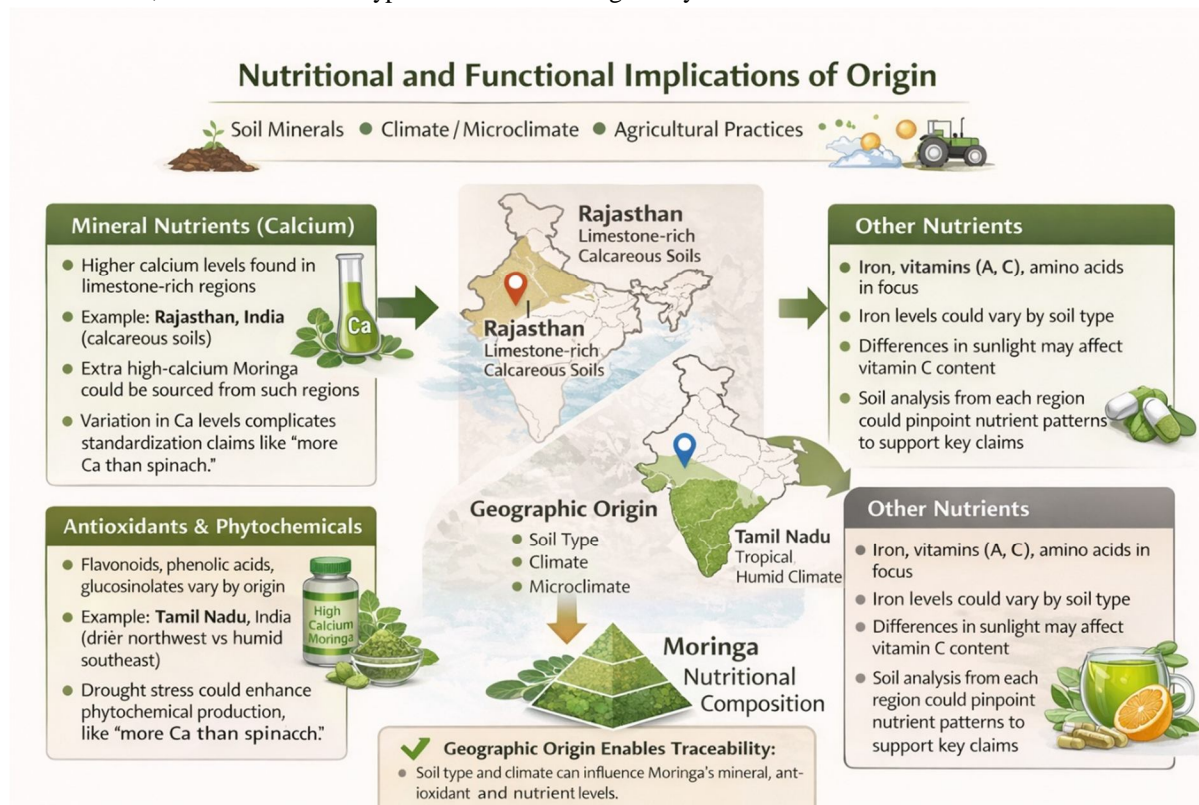 Nutritional and Functional Implications of Origin
Soil Minerals ● Climate / Microclimate ● Agricultural Practices
Mineral Nutrients (Calcium)
● Higher calcium levels found in
limestone-rich regions
● Example: Rajasthan, India
(calcareous soils)
● Extra high-calcium Moringa
could be sourced from such regions
● Variation in Ca levels complicates
standardization claims like “more
Ca than spinach.”
Ca
Antioxidants & Phytochemicals
● Flavonoids, phenolic acids,
glucosinolates vary by origin
● Example: Tamil Nadu, India
(driėr northwest vs humid
southeast)
● Drought stress could enhance
phytochemical production,
like “more Ca than spinacch.”
High
Calcium
Moringa
Rajasthan
Limestone-rich
Calcareous Soils
Rajasthan
Limestone-rich
Calcareous Soils
Geographic Origin
● Soil Type
● Climate
● Microclimate
Tamil Nadu
Tropical,
Humid Climate
Moringa
Nutritional
Composition
✓ Geographic Origin Enables Traceability:
● Soil type and climate can influence Moringa’s mineral, ant-
ioxidant and nutrient levels.
Other Nutrients
● Iron, vitamins (A, C), amino acids
in focus
● Iron levels could vary by soil type
● Differences in sunlight may affect
vitamin C content
● Soil analysis from each region
could pinpoint nutrient patterns
to support key claims
Other Nutrients
● Iron, vitamins (A, C), amino acids in
focus
● Iron levels could vary by soil type
● Differences in sunlight may affect
vitamin C content
● Soil analysis from each
region could pinpoint
nutrient patterns to
support key claims